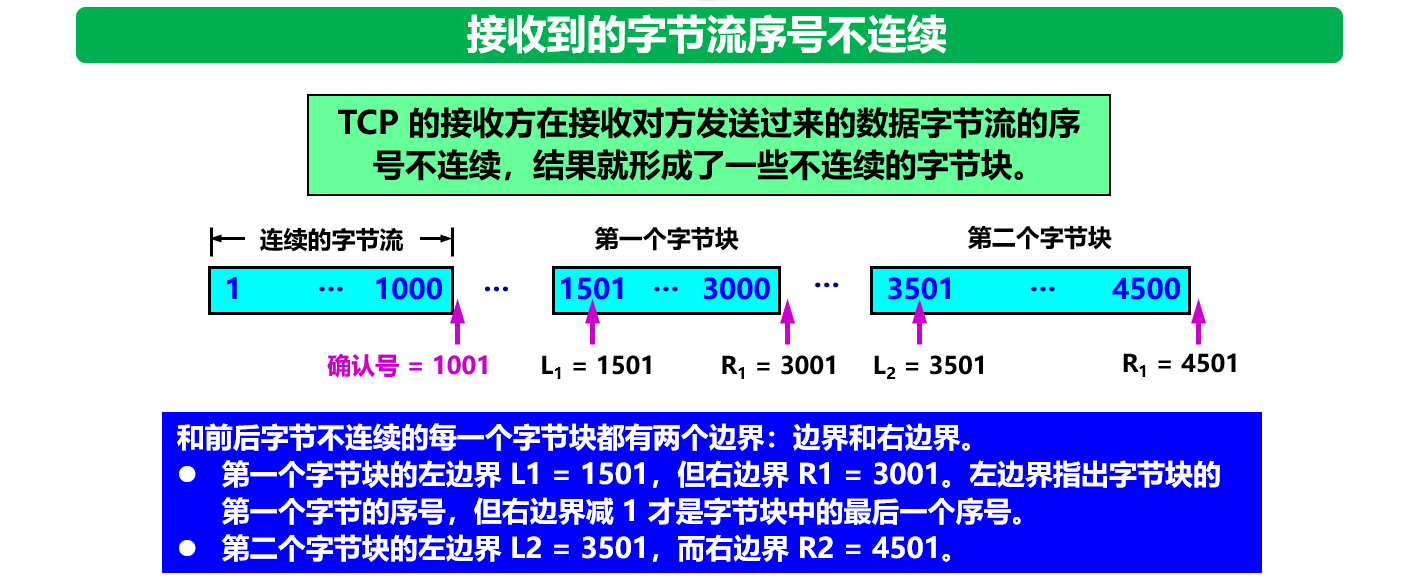 接收到的字节流序号不连续
TCP 的接收方在接收对方发送过来的数据字节流的序
号不连续，结果就形成了一些不连续的字节块。
连续的字节流 第一个字节块 第二个字节块
1 … 1000 … 1501 … 3000 … 3501 … 4500
确认号 = 1001 L1 = 1501 R1 = 3001 L2 = 3501 R1 = 4501
和前后字节不连续的每一个字节块都有两个边界：边界和右边界。
● 第一个字节块的左边界 L1 = 1501，但右边界 R1 = 3001。左边界指出字节块的
第一个字节的序号，但右边界减 1 才是字节块中的最后一个序号。
● 第二个字节块的左边界 L2 = 3501，而右边界 R2 = 4501。